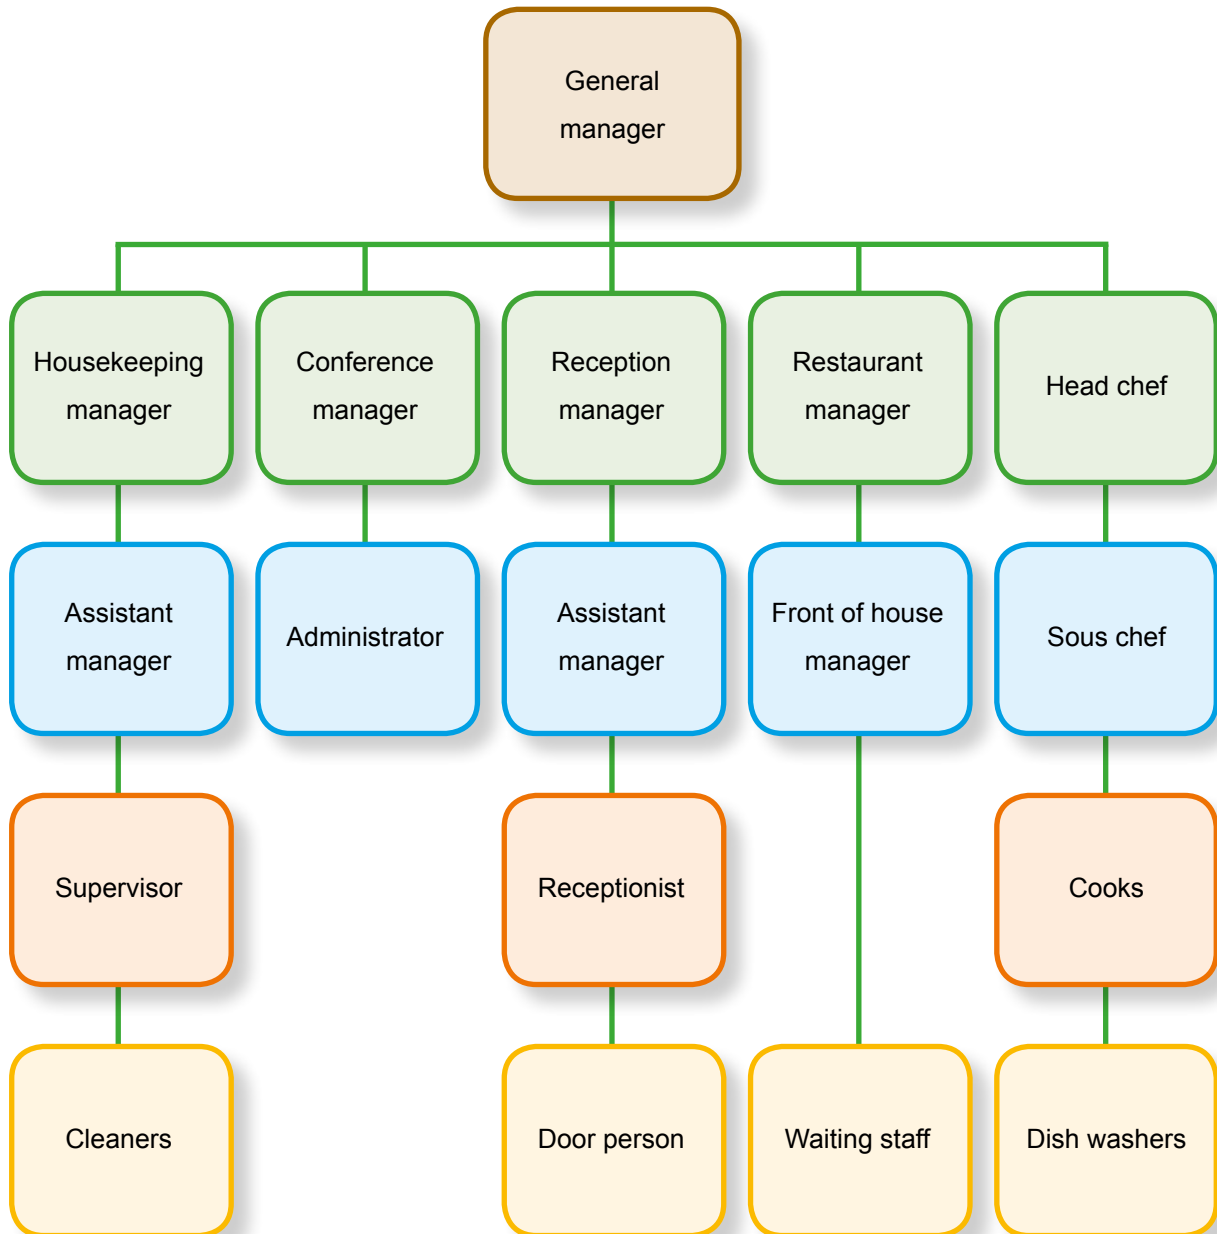 General
manager
Housekeeping
manager
Conference
manager
Reception
manager
Restaurant
manager
Head chef
Assistant
manager
Administrator
Assistant
manager
Front of house
manager
Sous chef
Supervisor
Receptionist
Cooks
Cleaners
Door person
Waiting staff
Dish washers